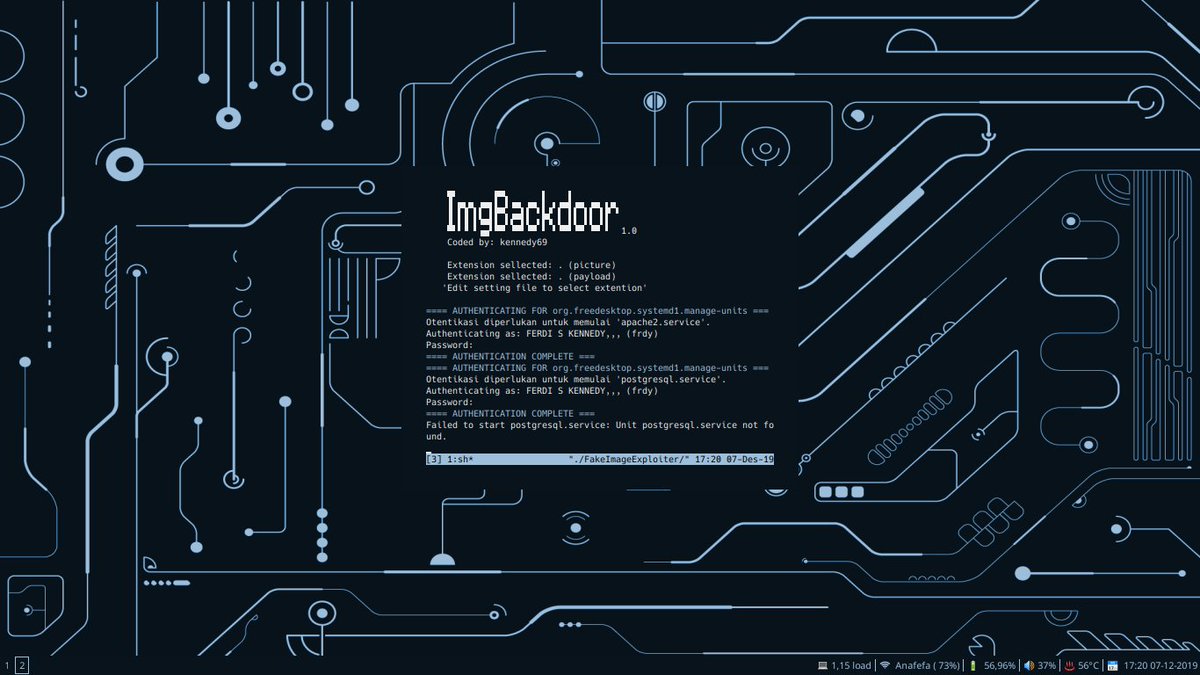 ImgBackdoor 1.0
Coded by: kennedy69
Extension sellected: . (picture)
Extension sellected: . (payload)
'Edit setting file to select extention'
==== AUTHENTICATING FOR org.freedesktop.systemd1.manage-units ===
Otentikasi diperlukan untuk memulai 'apache2.service'.
Authenticating as: FERDI S KENNEDY,,, (frdy)
Password:
==== AUTHENTICATION COMPLETE ===
==== AUTHENTICATING FOR org.freedesktop.systemd1.manage-units ===
Otentikasi diperlukan untuk memulai 'postgresql.service'.
Authenticating as: FERDI S KENNEDY,,, (frdy)
Password:
==== AUTHENTICATION COMPLETE ===
Failed to start postgresql.service: Unit postgresql.service not fo
und.
[3] 1:sh* "./FakeImageExploiter/" 17:20 07-Des-19
1 2 1,15 load Anafefa ( 73%) 56,96% 37% 56°C 17:20 07-12-2019